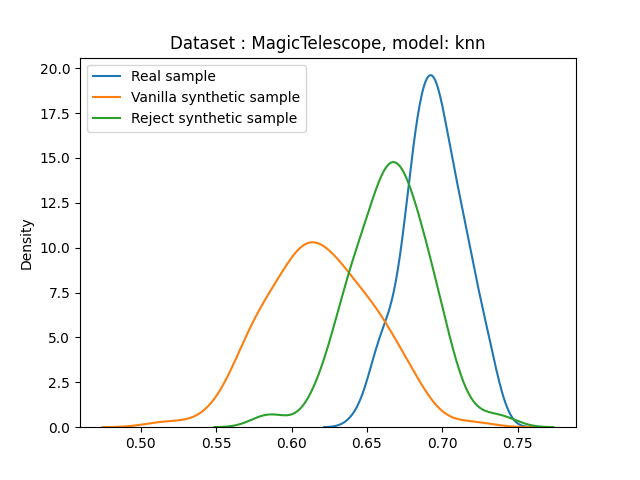 Dataset : MagicTelescope, model: knn
Real sample
Vanilla synthetic sample
Reject synthetic sample
Density
20.0
17.5
15.0
12.5
10.0
7.5
5.0
2.5
0.0
0.50 0.55 0.60 0.65 0.70 0.75